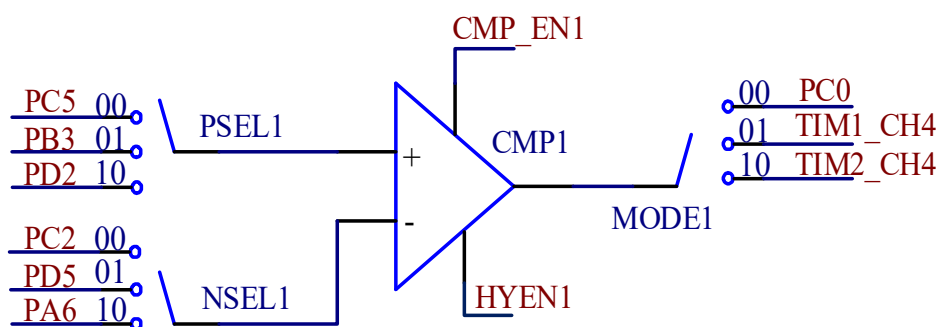 CMP_EN1
PC5 00
PB3 01
PD2 10
PSEL1
+
CMP1
00 PC0
01 TIM1_CH4
10 TIM2_CH4
MODE1
PC2 00
PD5 01
PA6 10
NSEL1
-
HYEN1